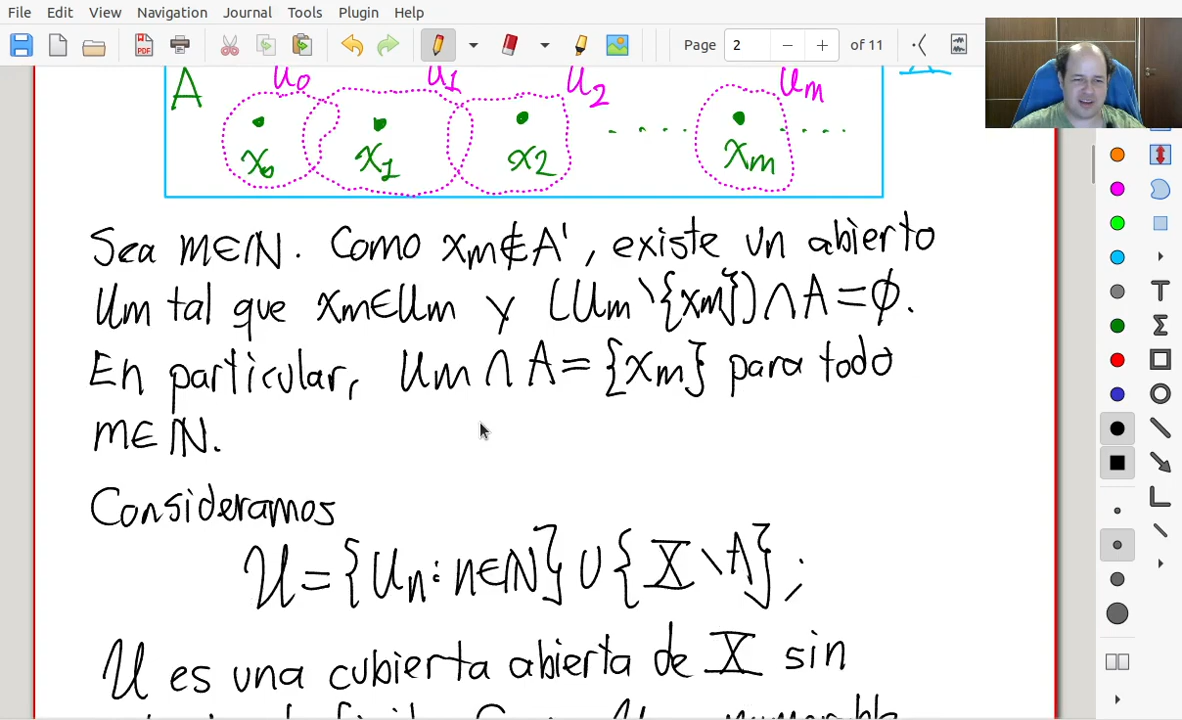 File Edit View Navigation Journal Tools Plugin Help
Page 2 of 11
A U0 U1 U2 Um
x0 x1 x2 ..... xm ....
Sea m∈ℕ. Como xm∉A', existe un abierto
Um tal que xm∈Um y (Um\{xm})∩A=∅.
En particular, Um∩A={xm} para todo
m∈ℕ.
Consideramos
𝒰={Un:n∈ℕ}∪{X\A};
𝒰 es una cubierta abierta de X sin